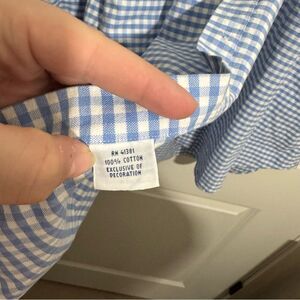 RN 41381
100% COTTON
EXCLUSIVE OF
DECORATION